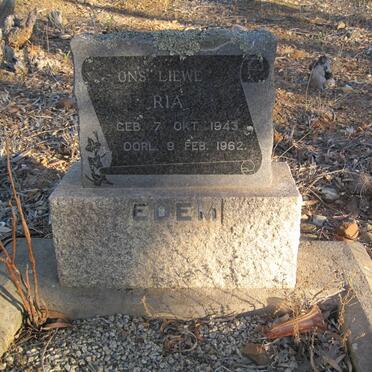 ONS LIEWE
RIA
GEB. 7 OKT. 1943.
OORL. 9 FEB. 1962.
EDEM